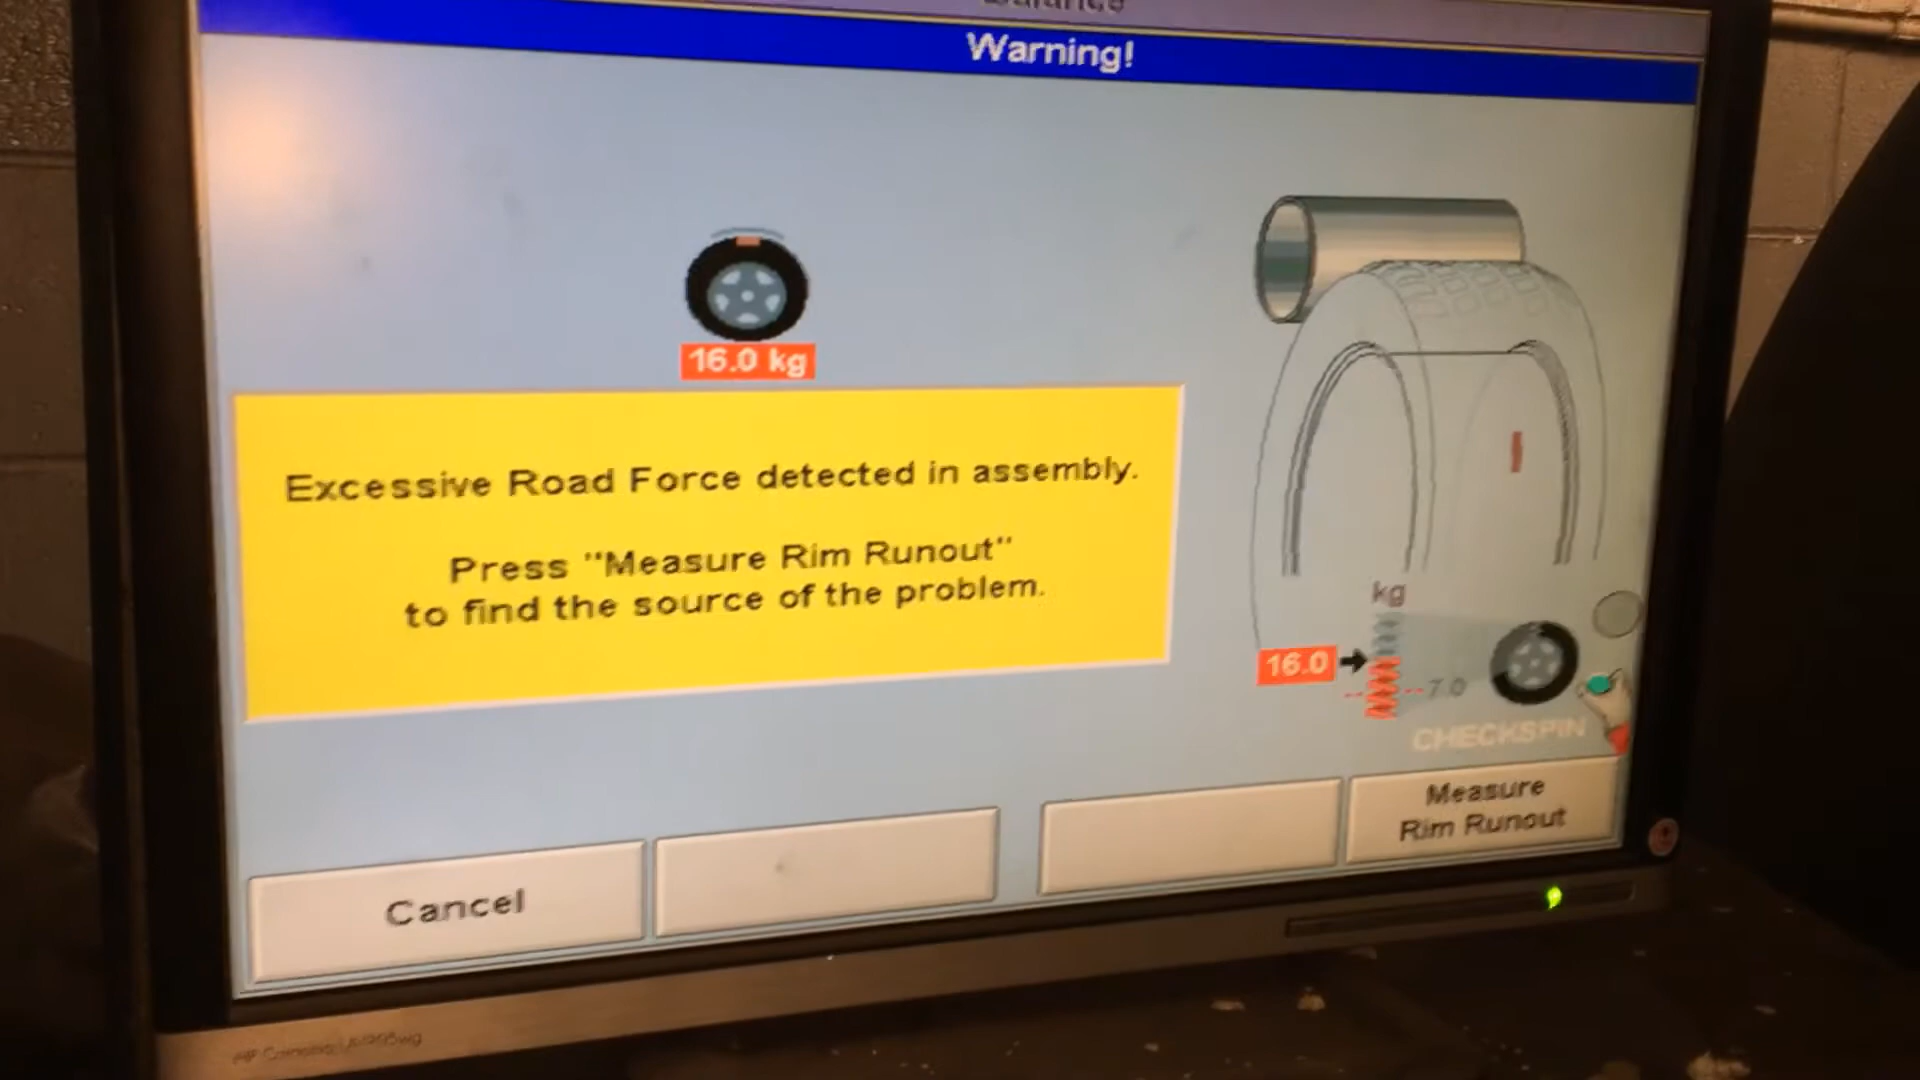 Balance
Warning!
16.0 kg
Excessive Road Force detected in assembly.
Press "Measure Rim Runout"
to find the source of the problem.
kg
16.0
7.0
CHECKSPIN
Measure
Rim Runout
Cancel